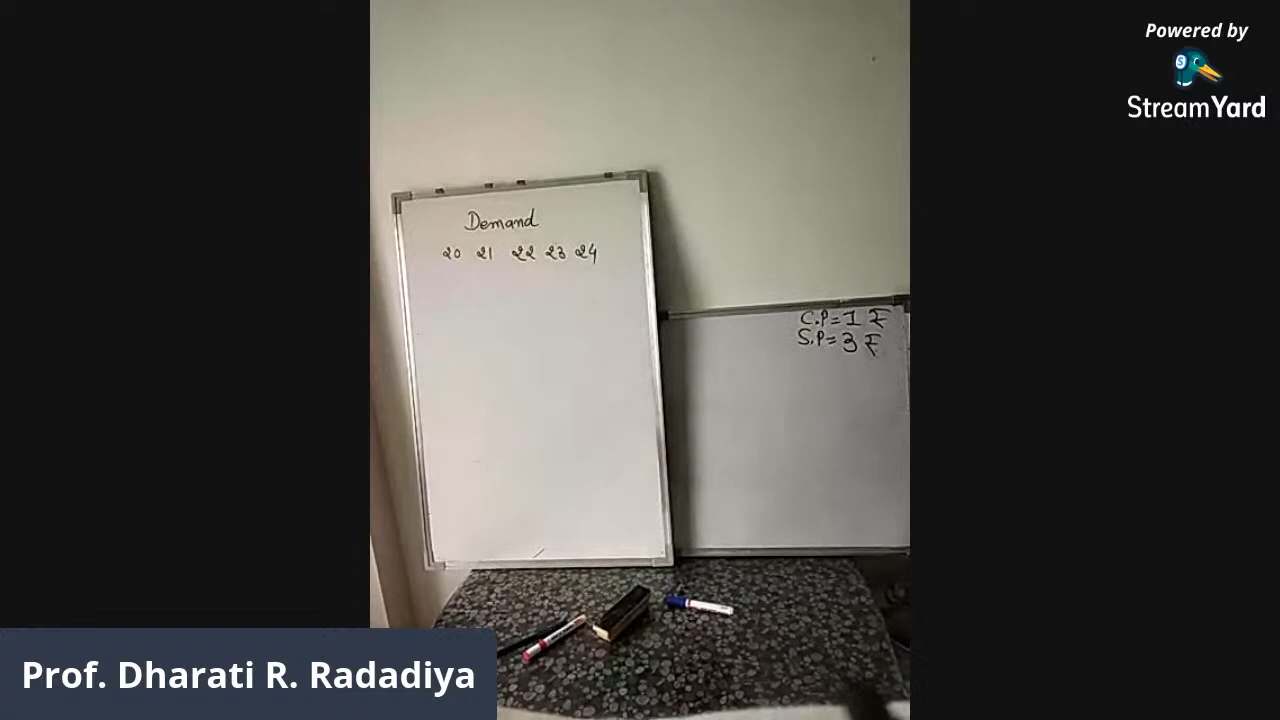 Powered by
StreamYard
Demand
20 21 22 23 24
C.P=1 ₹
S.P=3 ₹
Prof. Dharati R. Radadiya